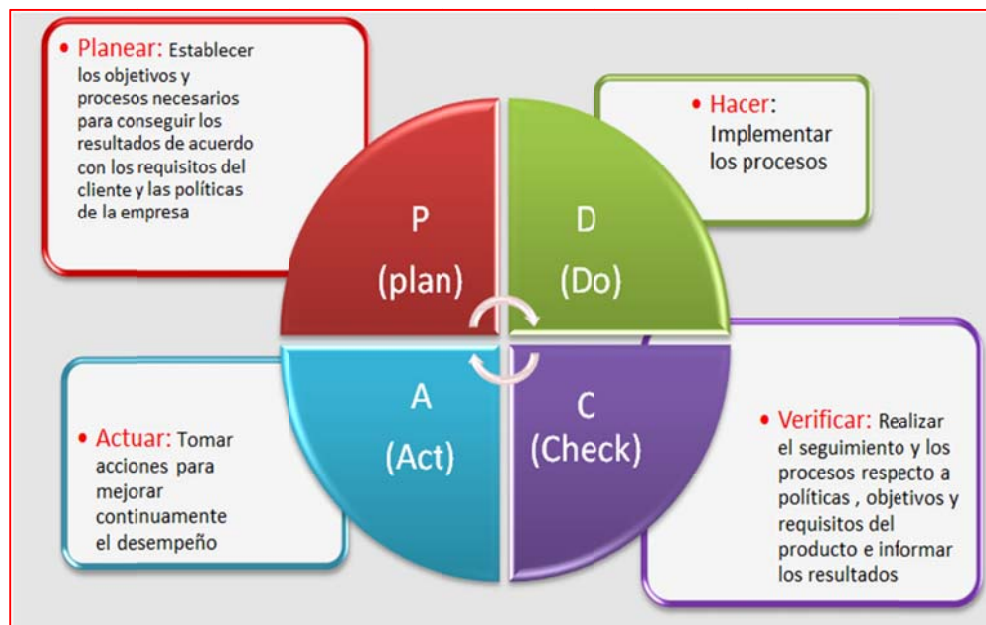 • Planear: Establecer
los objetivos y
procesos necesarios
para conseguir los
resultados de acuerdo
con los requisitos del
cliente y las políticas
de la empresa
• Hacer:
Implementar
los procesos
P
(plan)
D
(Do)
A
(Act)
C
(Check)
• Actuar: Tomar
acciones para
mejorar
continuamente
el desempeño
• Verificar: Realizar
el seguimiento y los
procesos respecto a
políticas , objetivos y
requisitos del
producto e informar
los resultados